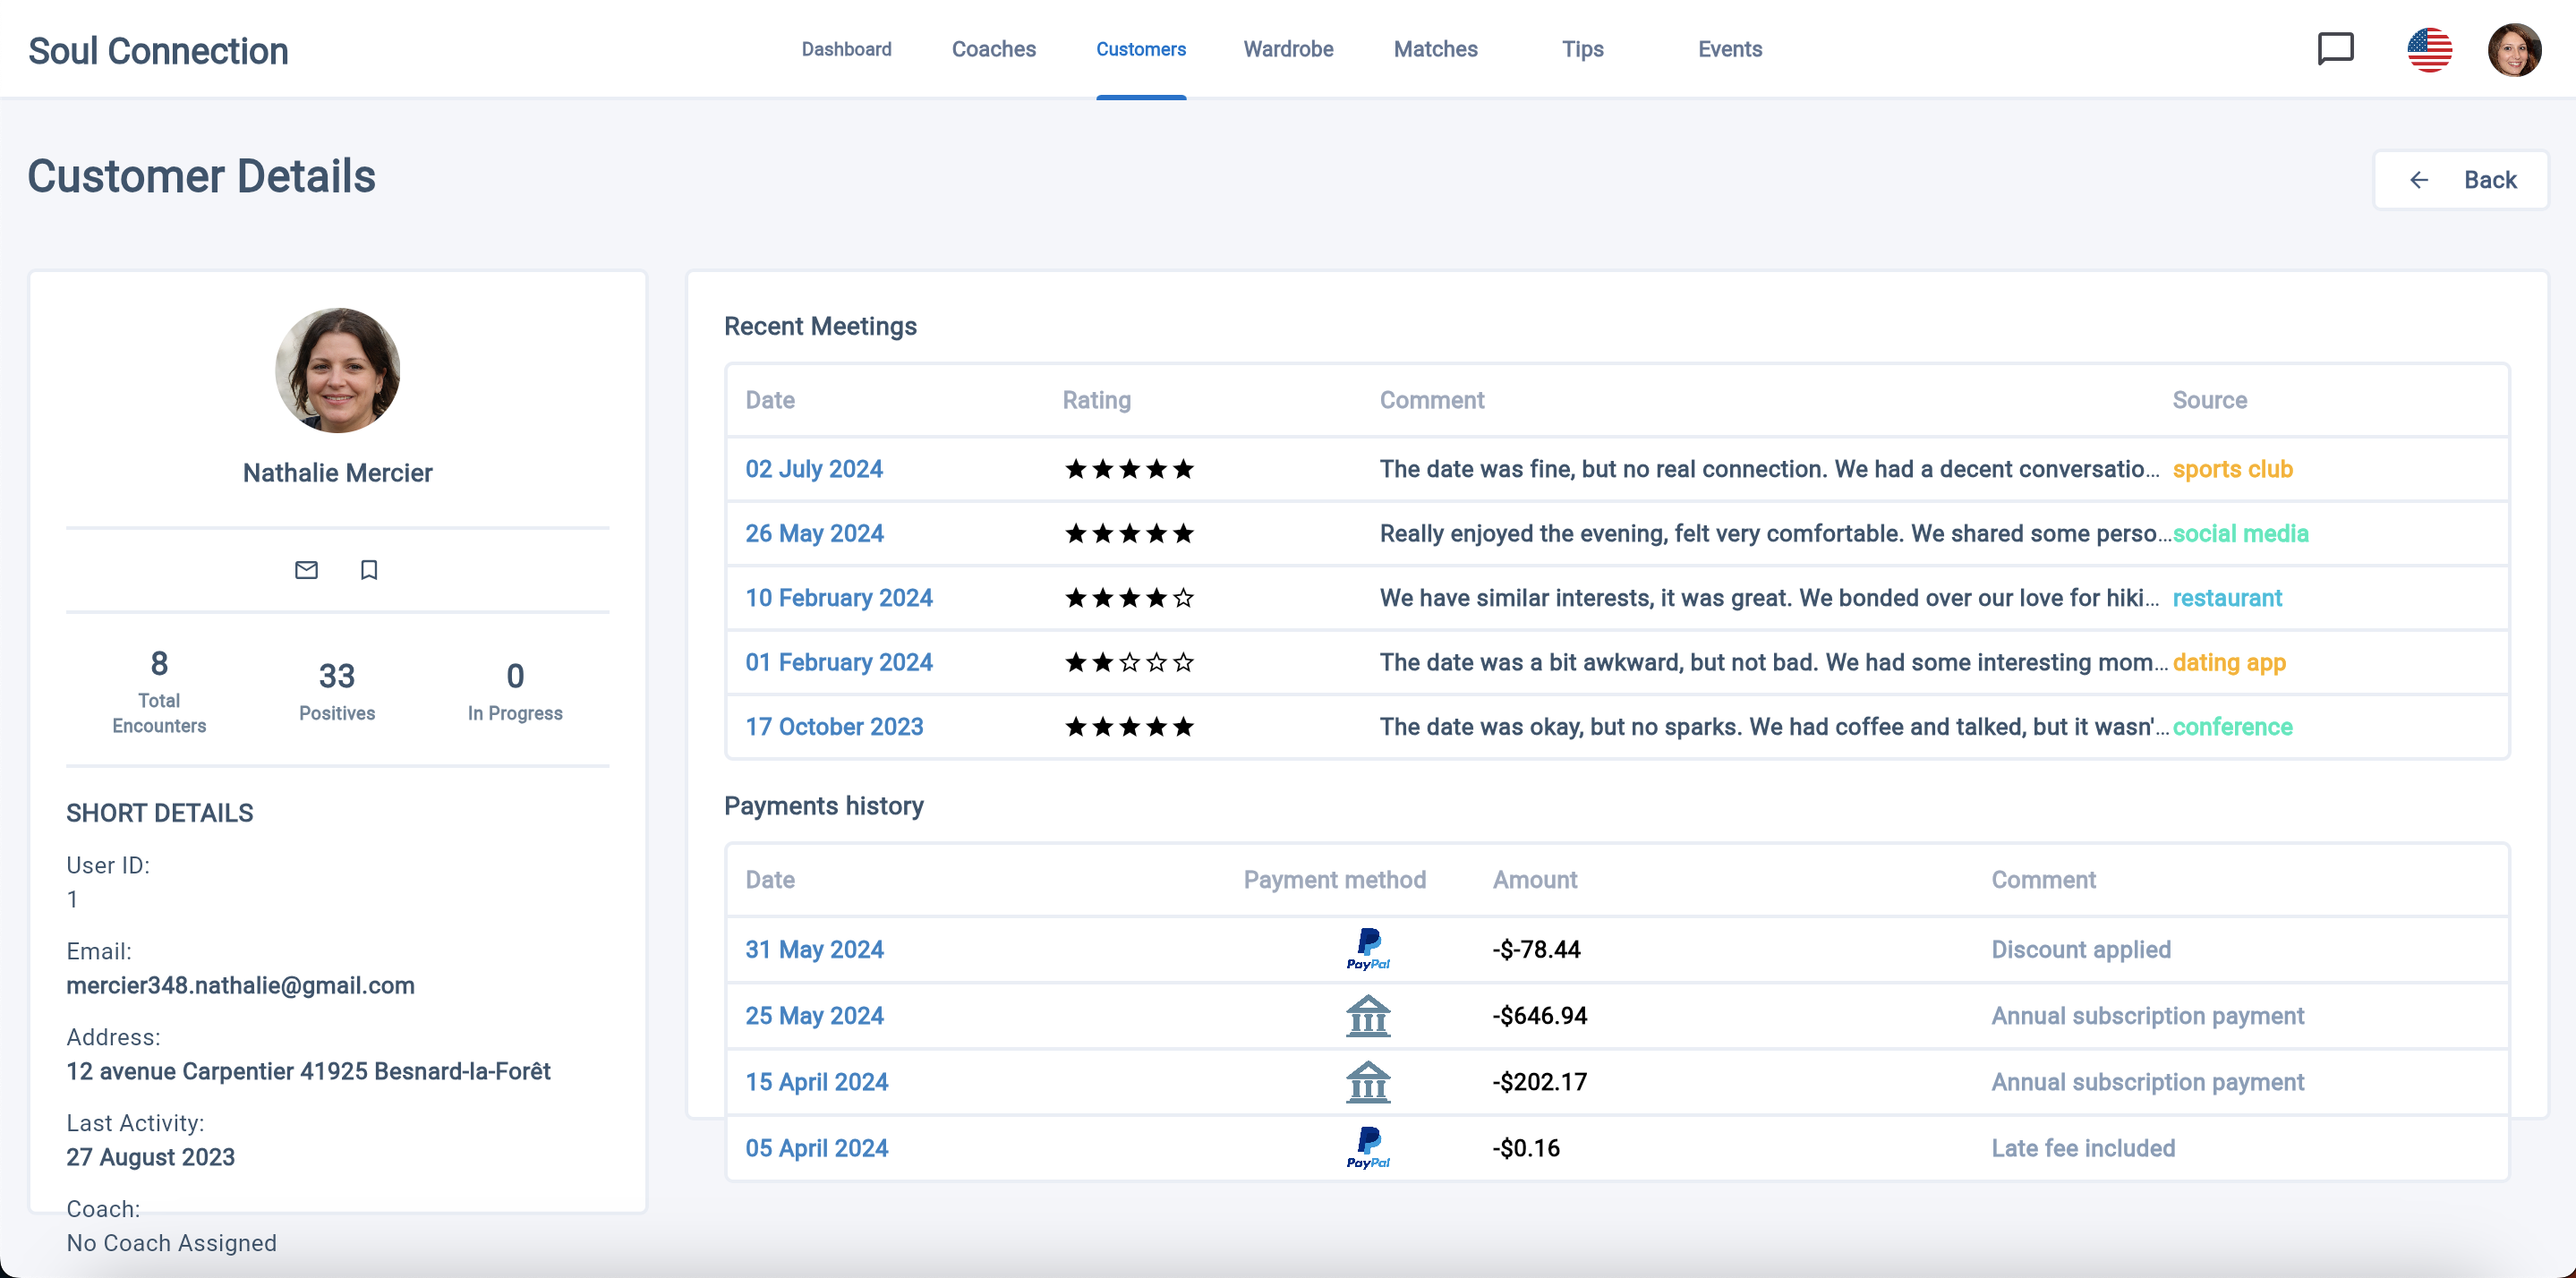 Soul Connection
Dashboard Coaches Customers Wardrobe Matches Tips Events
Customer Details
Back
Nathalie Mercier
8 33 0
Total Encounters Positives In Progress
SHORT DETAILS
User ID:
1
Email:
mercier348.nathalie@gmail.com
Address:
12 avenue Carpentier 41925 Besnard-la-Forêt
Last Activity:
27 August 2023
Coach:
No Coach Assigned
Recent Meetings
Date Rating Comment Source
02 July 2024 ★★★★★ The date was fine, but no real connection. We had a decent conversatio... sports club
26 May 2024 ★★★★★ Really enjoyed the evening, felt very comfortable. We shared some perso... social media
10 February 2024 ★★★★☆ We have similar interests, it was great. We bonded over our love for hiki... restaurant
01 February 2024 ★★☆☆☆ The date was a bit awkward, but not bad. We had some interesting mom... dating app
17 October 2023 ★★★★★ The date was okay, but no sparks. We had coffee and talked, but it wasn'... conference
Payments history
Date Payment method Amount Comment
31 May 2024 PayPal -$-78.44 Discount applied
25 May 2024 -$646.94 Annual subscription payment
15 April 2024 -$202.17 Annual subscription payment
05 April 2024 PayPal -$0.16 Late fee included